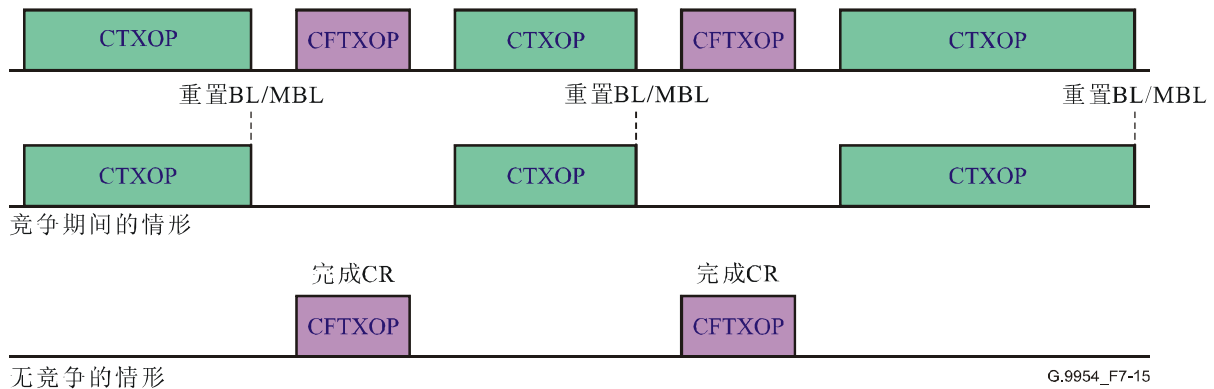 CTXOP CFTXOP CTXOP CFTXOP CTXOP
重置BL/MBL 重置BL/MBL 重置BL/MBL
CTXOP CTXOP CTXOP
竞争期间的情形
完成CR 完成CR
CFTXOP CFTXOP
无竞争的情形
G.9954_F7-15